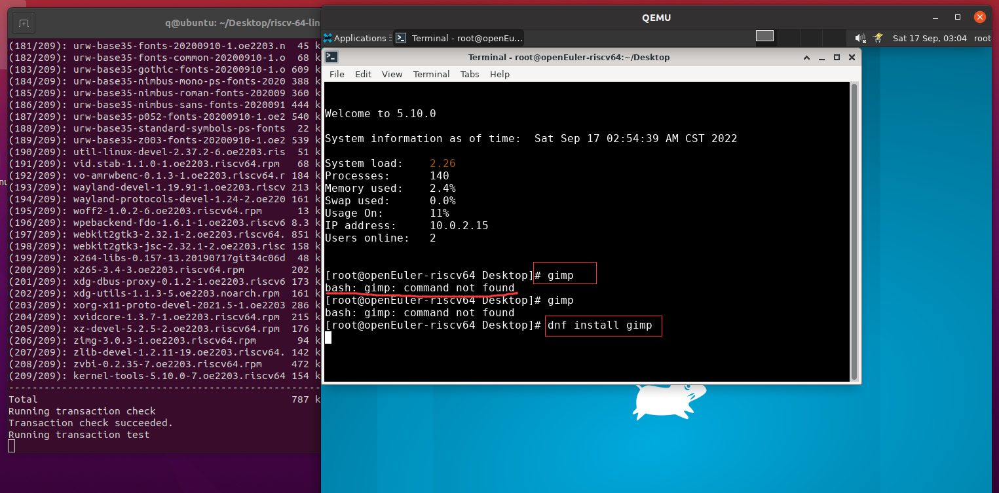 q@ubuntu: ~/Desktop/riscv-64-lin
(181/209): urw-base35-fonts-20200910-1.oe2203.n 45 k
(182/209): urw-base35-fonts-common-20200910-1.o 68 k
(183/209): urw-base35-gothic-fonts-20200910-1.o 609 k
(184/209): urw-base35-nimbus-mono-ps-fonts-2020 388 k
(185/209): urw-base35-nimbus-roman-fonts-202009 360 k
(186/209): urw-base35-nimbus-sans-fonts-2020091 444 k
(187/209): urw-base35-p052-fonts-20200910-1.oe2 540 k
(188/209): urw-base35-standard-symbols-ps-fonts 22 k
(189/209): urw-base35-z003-fonts-20200910-1.oe2 539 k
(190/209): util-linux-devel-2.37.2-6.oe2203.ris 51 k
(191/209): vid.stab-1.1.0-1.oe2203.riscv64.rpm 68 k
(192/209): vo-amrwbenc-0.1.3-1.oe2203.riscv64.r 184 k
(193/209): wayland-devel-1.19.91-1.oe2203.riscv 213 k
(194/209): wayland-protocols-devel-1.24-2.oe220 161 k
(195/209): woff2-1.0.2-6.oe2203.riscv64.rpm 13 k
(196/209): wpebackend-fdo-1.6.1-1.oe2203.riscv6 8.3 k
(197/209): webkit2gtk3-2.32.1-2.oe2203.riscv64. 851 k
(198/209): webkit2gtk3-jsc-2.32.1-2.oe2203.risc 158 k
(199/209): x264-libs-0.157-13.20190717git34c06d 48 k
(200/209): x265-3.4-3.oe2203.riscv64.rpm 202 k
(201/209): xdg-dbus-proxy-0.1.2-1.oe2203.riscv6 173 k
(202/209): xdg-utils-1.1.3-5.oe2203.noarch.rpm 161 k
(203/209): xorg-x11-proto-devel-2021.5-1.oe2203 286 k
(204/209): xvidcore-1.3.7-1.oe2203.riscv64.rpm 215 k
(205/209): xz-devel-5.2.5-2.oe2203.riscv64.rpm 176 k
(206/209): zimg-3.0.3-1.oe2203.riscv64.rpm 94 k
(207/209): zlib-devel-1.2.11-19.oe2203.riscv64. 142 k
(208/209): zvbi-0.2.35-7.oe2203.riscv64.rpm 472 k
(209/209): kernel-tools-5.10.0-7.oe2203.riscv64 154 k
Total 787 k
Running transaction check
Transaction check succeeded.
Running transaction test
QEMU
Applications Terminal - root@openEu... Sat 17 Sep, 03:04 root
Terminal - root@openEuler-riscv64:~/Desktop
File Edit View Terminal Tabs Help
Welcome to 5.10.0
System information as of time: Sat Sep 17 02:54:39 AM CST 2022
System load: 2.26
Processes: 140
Memory used: 2.4%
Swap used: 0.0%
Usage On: 11%
IP address: 10.0.2.15
Users online: 2
[root@openEuler-riscv64 Desktop]# gimp
bash: gimp: command not found
[root@openEuler-riscv64 Desktop]# gimp
bash: gimp: command not found
[root@openEuler-riscv64 Desktop]# dnf install gimp